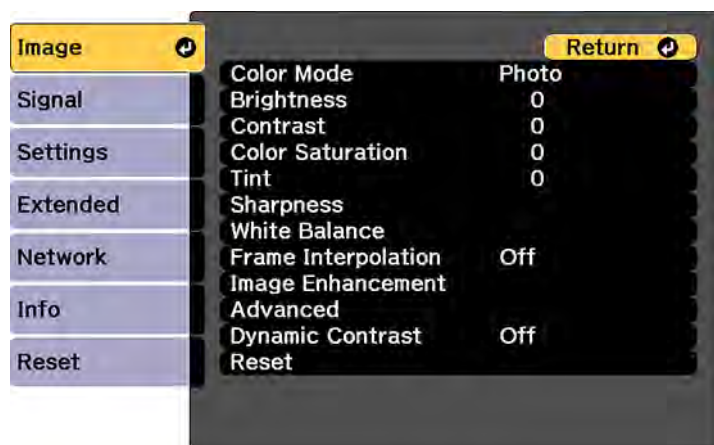 Image
Signal
Settings
Extended
Network
Info
Reset
Return
Color Mode Photo
Brightness 0
Contrast 0
Color Saturation 0
Tint 0
Sharpness
White Balance
Frame Interpolation Off
Image Enhancement
Advanced
Dynamic Contrast Off
Reset